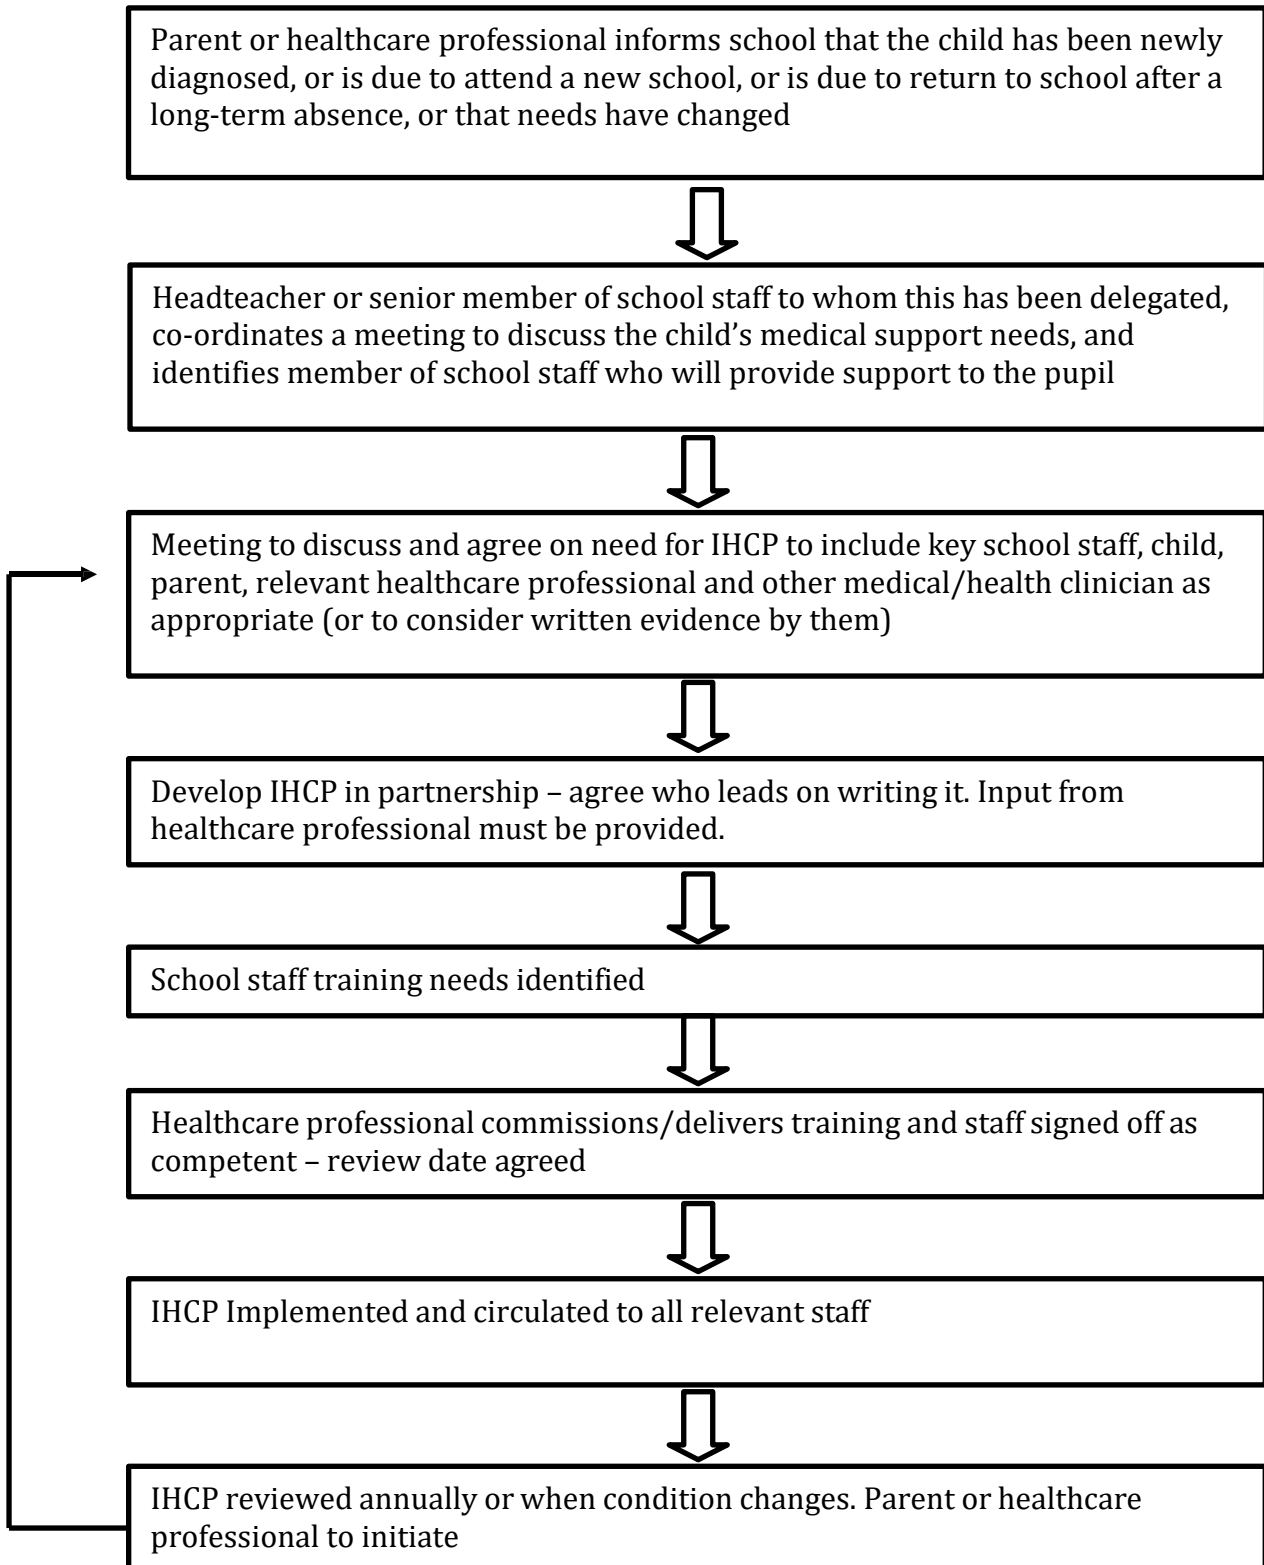 Parent or healthcare professional informs school that the child has been newly
diagnosed, or is due to attend a new school, or is due to return to school after a
long-term absence, or that needs have changed
Headteacher or senior member of school staff to whom this has been delegated,
co-ordinates a meeting to discuss the child’s medical support needs, and
identifies member of school staff who will provide support to the pupil
Meeting to discuss and agree on need for IHCP to include key school staff, child,
parent, relevant healthcare professional and other medical/health clinician as
appropriate (or to consider written evidence by them)
Develop IHCP in partnership – agree who leads on writing it. Input from
healthcare professional must be provided.
School staff training needs identified
Healthcare professional commissions/delivers training and staff signed off as
competent – review date agreed
IHCP Implemented and circulated to all relevant staff
IHCP reviewed annually or when condition changes. Parent or healthcare
professional to initiate